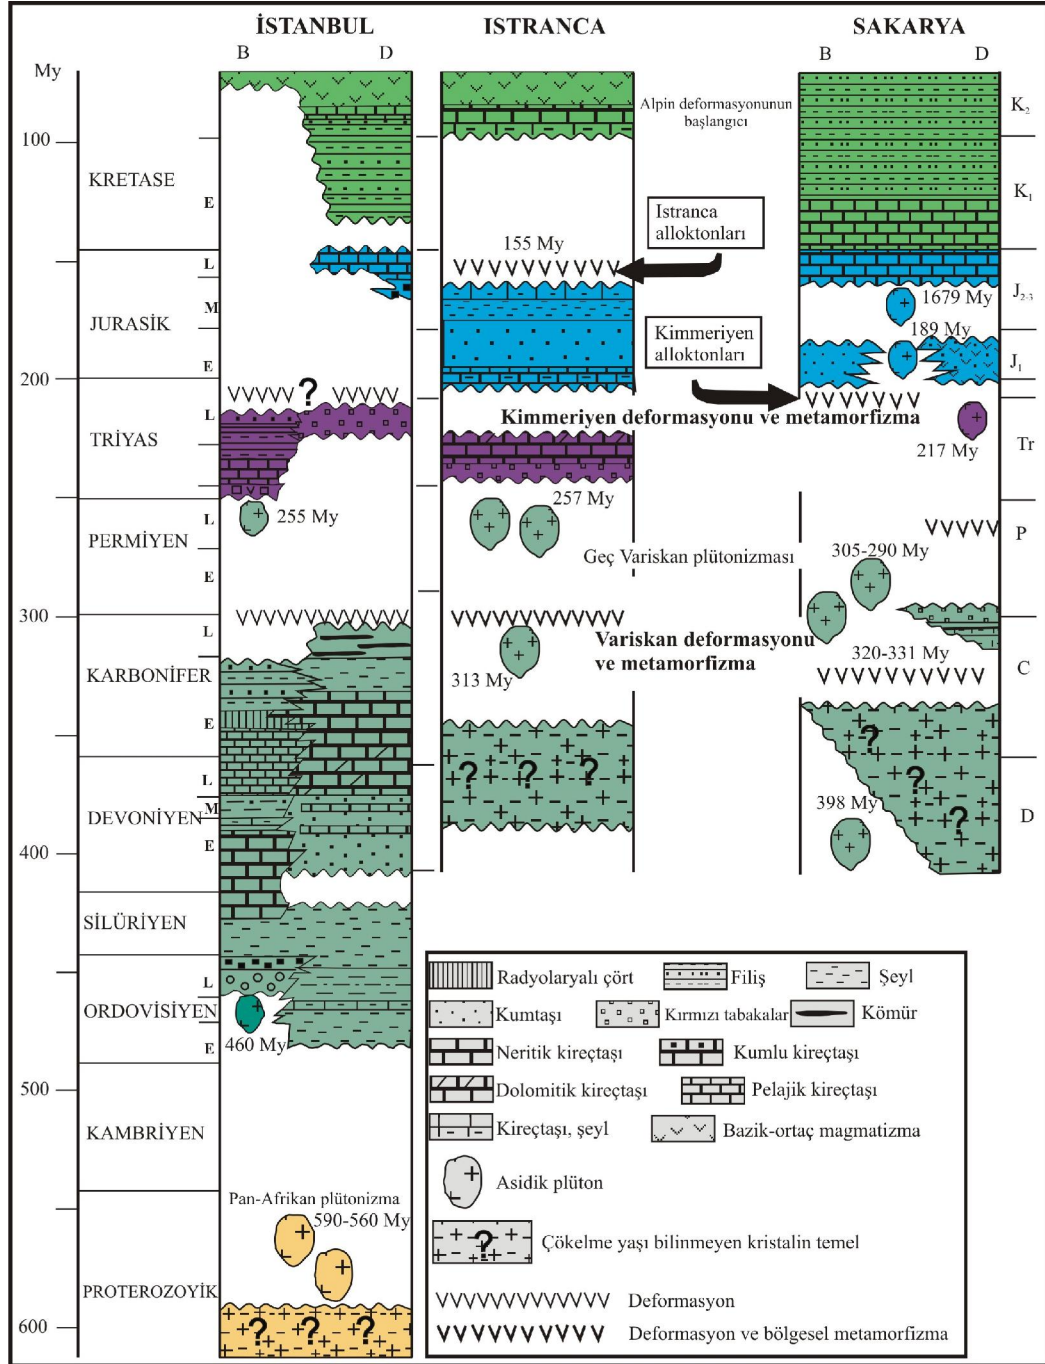 İSTANBUL
ISTRANCA
SAKARYA
B
D
B
D
My
100
200
300
400
500
600
KRETASE
E
JURASİK
L
M
E
TRİYAS
L
PERMİYEN
L
E
KARBONİFER
L
E
DEVONİYEN
L
M
E
SİLÜRİYEN
ORDOVİSİYEN
L
E
KAMBRİYEN
PROTEROZOYİK
?
255 My
460 My
Pan-Afrikan plütonizma
590-560 My
? ? ?
155 My
257 My
313 My
? ? ?
Alpin deformasyonunun
başlangıcı
Istranca
alloktonları
Kimmeriyen
alloktonları
Kimmeriyen deformasyonu ve metamorfizma
Geç Variskan plütonizması
Variskan deformasyonu
ve metamorfizma
1679 My
189 My
217 My
305-290 My
320-331 My
398 My
?
?
?
K2
K1
J2-3
J1
Tr
P
C
D
Radyolaryalı çört
Filiş
Şeyl
Kumtaşı
Kırmızı tabakalar
Kömür
Neritik kireçtaşı
Kumlu kireçtaşı
Dolomitik kireçtaşı
Pelajik kireçtaşı
Kireçtaşı, şeyl
Bazik-ortaç magmatizma
Asidik plüton
?
Çökelme yaşı bilinmeyen kristalin temel
Deformasyon
Deformasyon ve bölgesel metamorfizma